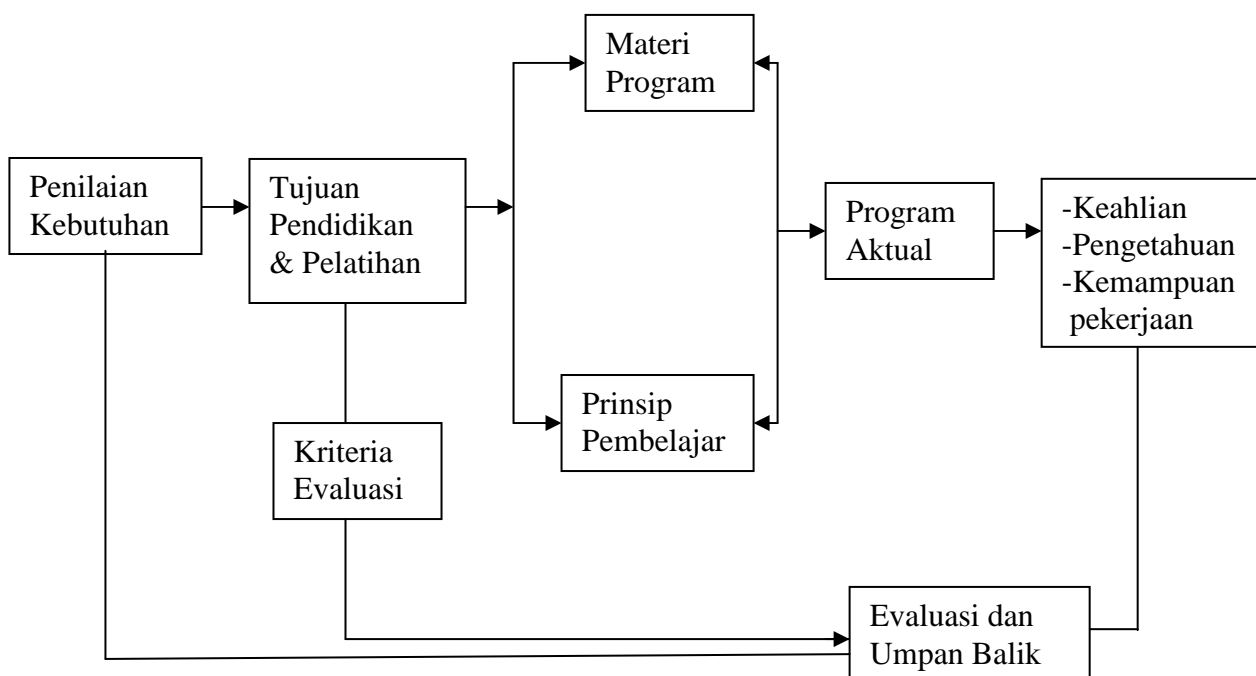 Materi
Program
Penilaian
Kebutuhan
Tujuan
Pendidikan
& Pelatihan
Program
Aktual
-Keahlian
-Pengetahuan
-Kemampuan
pekerjaan
Prinsip
Pembelajar
Kriteria
Evaluasi
Evaluasi dan
Umpan Balik